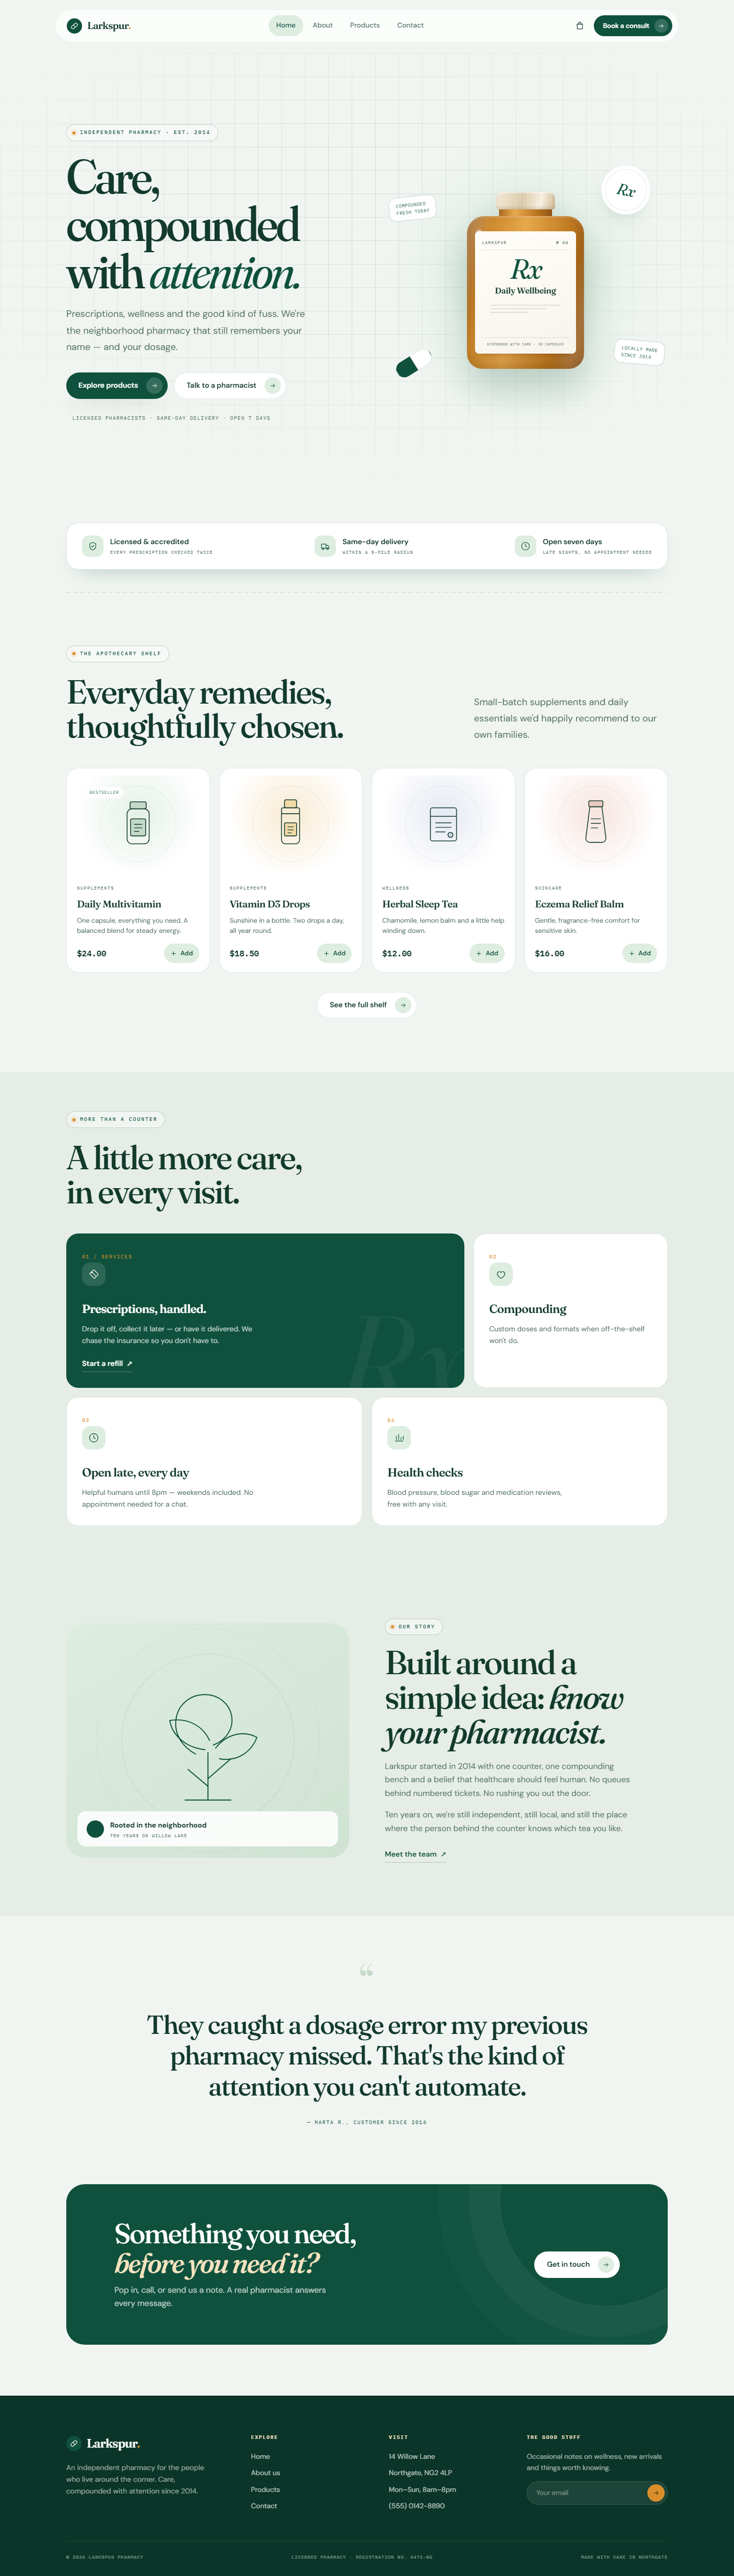 Larkspur.
Home
About
Products
Contact
Book a consult
INDEPENDENT PHARMACY · EST. 2014
Care,
compounded
with attention.
Prescriptions, wellness and the good kind of fuss. We're
the neighborhood pharmacy that still remembers your
name — and your dosage.
Explore products
Talk to a pharmacist
LICENSED PHARMACISTS · SAME-DAY DELIVERY · OPEN 7 DAYS
COMPOUNDED
FRESH TODAY
Rx
LARKSPUR
Nº 04
Rx
Daily Wellbeing
DISPENSED WITH CARE · 30 CAPSULES
LOCALLY MADE
SINCE 2014
Licensed & accredited
EVERY PRESCRIPTION CHECKED TWICE
Same-day delivery
WITHIN A 5-MILE RADIUS
Open seven days
LATE NIGHTS, NO APPOINTMENT NEEDED
THE APOTHECARY SHELF
Everyday remedies,
thoughtfully chosen.
Small-batch supplements and daily
essentials we'd happily recommend to our
own families.
BESTSELLER
SUPPLEMENTS
Daily Multivitamin
One capsule, everything you need. A
balanced blend for steady energy.
$24.00
+ Add
SUPPLEMENTS
Vitamin D3 Drops
Sunshine in a bottle. Two drops a day,
all year round.
$18.50
+ Add
WELLNESS
Herbal Sleep Tea
Chamomile, lemon balm and a little help
winding down.
$12.00
+ Add
SKINCARE
Eczema Relief Balm
Gentle, fragrance-free comfort for
sensitive skin.
$16.00
+ Add
See the full shelf
MORE THAN A COUNTER
A little more care,
in every visit.
01 / SERVICES
Prescriptions, handled.
Drop it off, collect it later — or have it delivered. We
chase the insurance so you don't have to.
Start a refill ↗
Rx
02
Compounding
Custom doses and formats when off-the-shelf
won't do.
03
Open late, every day
Helpful humans until 8pm — weekends included. No
appointment needed for a chat.
04
Health checks
Blood pressure, blood sugar and medication reviews,
free with any visit.
Rooted in the neighborhood
TEN YEARS ON WILLOW LANE
OUR STORY
Built around a
simple idea: know
your pharmacist.
Larkspur started in 2014 with one counter, one compounding
bench and a belief that healthcare should feel human. No queues
behind numbered tickets. No rushing you out the door.
Ten years on, we're still independent, still local, and still the place
where the person behind the counter knows which tea you like.
Meet the team ↗
“
They caught a dosage error my previous
pharmacy missed. That's the kind of
attention you can't automate.
— MARTA R., CUSTOMER SINCE 2016
Something you need,
before you need it?
Pop in, call, or send us a note. A real pharmacist answers
every message.
Get in touch
Larkspur.
An independent pharmacy for the people
who live around the corner. Care,
compounded with attention since 2014.
EXPLORE
Home
About us
Products
Contact
VISIT
14 Willow Lane
Northgate, NG2 4LP
Mon–Sun, 8am–8pm
(555) 0142-8890
THE GOOD STUFF
Occasional notes on wellness, new arrivals
and things worth knowing.
Your email
© 2026 LARKSPUR PHARMACY
LICENSED PHARMACY · REGISTRATION NO. 4471-NG
MADE WITH CARE IN NORTHGATE